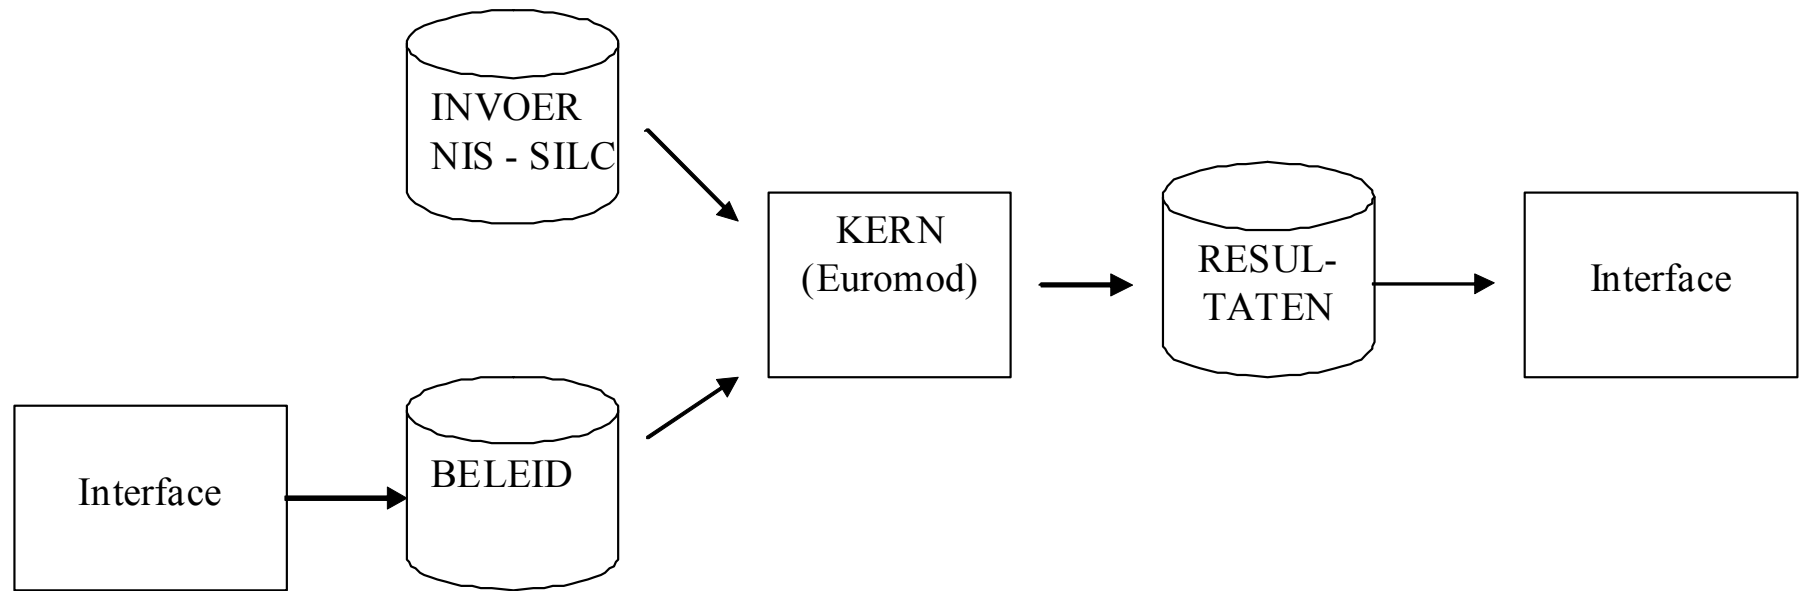 INVOER
NIS - SILC
KERN
(Euromod)
RESUL-
TATEN
Interface
Interface
BELEID